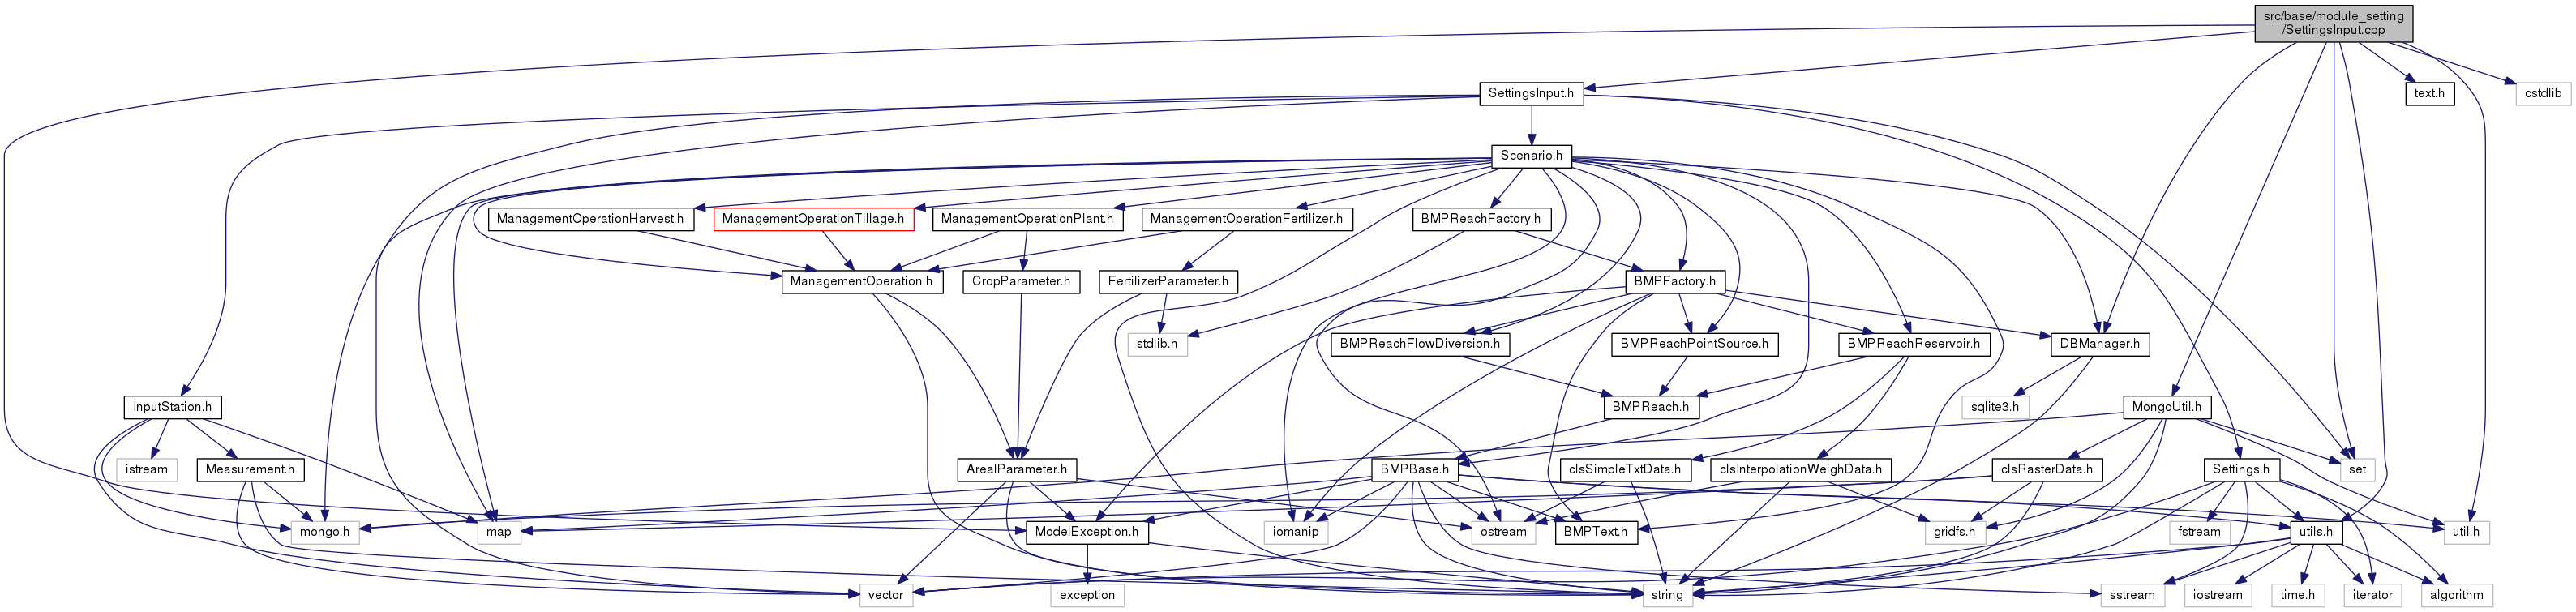 src/base/module_setting
/SettingsInput.cpp
SettingsInput.h
text.h
cstdlib
Scenario.h
ManagementOperationHarvest.h
ManagementOperationTillage.h
ManagementOperationPlant.h
ManagementOperationFertilizer.h
BMPReachFactory.h
ManagementOperation.h
CropParameter.h
FertilizerParameter.h
BMPFactory.h
stdlib.h
BMPReachFlowDiversion.h
BMPReachPointSource.h
BMPReachReservoir.h
DBManager.h
InputStation.h
BMPReach.h
sqlite3.h
MongoUtil.h
istream
Measurement.h
ArealParameter.h
BMPBase.h
clsSimpleTxtData.h
clsInterpolationWeighData.h
clsRasterData.h
Settings.h
set
mongo.h
map
ModelException.h
iomanip
ostream
BMPText.h
gridfs.h
fstream
utils.h
util.h
vector
exception
string
sstream
iostream
time.h
iterator
algorithm